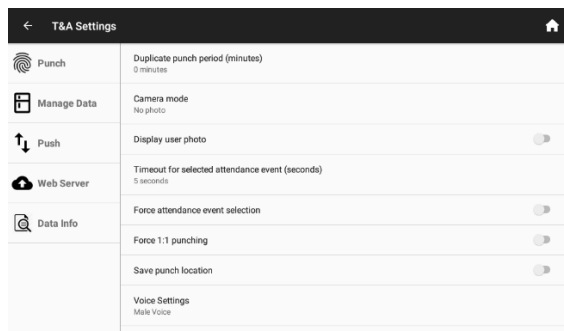 T&A Settings
Punch
Manage Data
Push
Web Server
Data Info
Duplicate punch period (minutes)
0 minutes
Camera mode
No photo
Display user photo
Timeout for selected attendance event (seconds)
5 seconds
Force attendance event selection
Force 1:1 punching
Save punch location
Voice Settings
Male Voice